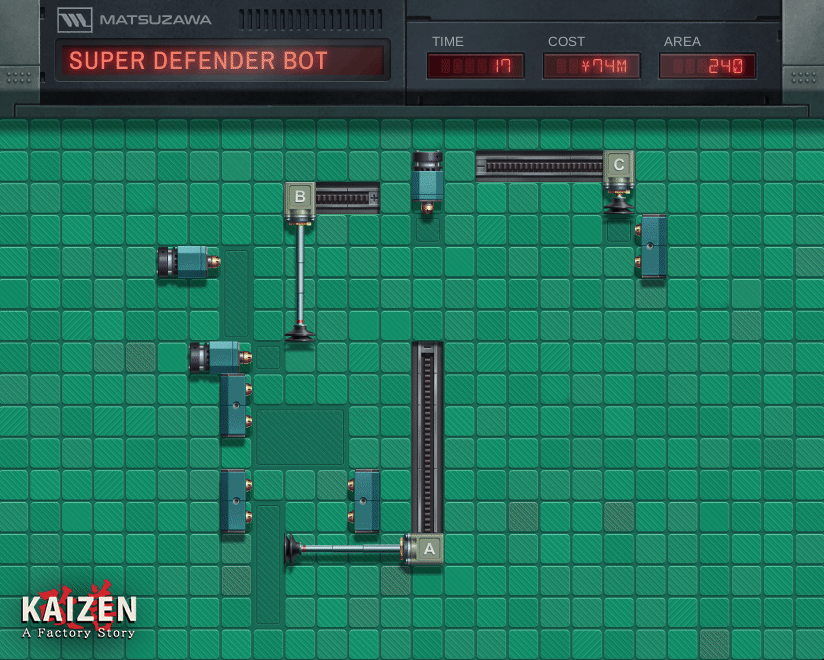 MATSUZAWA
SUPER DEFENDER BOT
TIME COST AREA
17 ¥74M 240
C
B
A
KAIZEN
A Factory Story